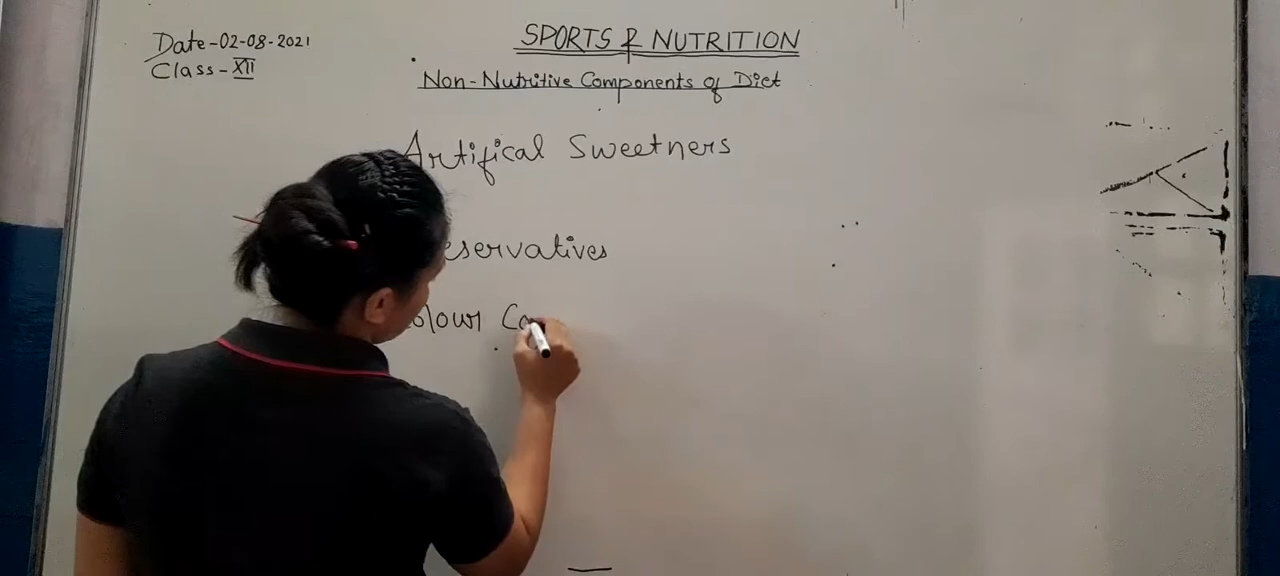 Date-02-08-2021
Class-XII
SPORTS & NUTRITION
Non-Nutritive Components of Diet
Artifical Sweetners
eservatives
olour Co